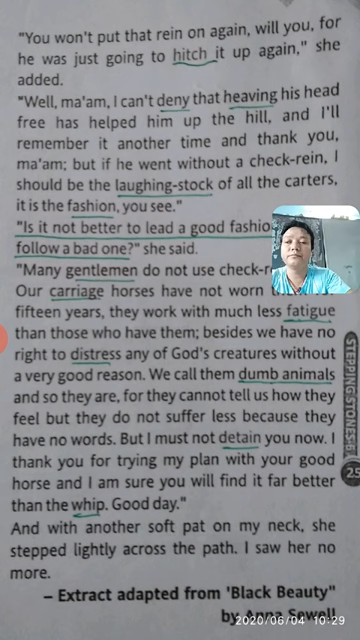 "You won't put that rein on again, will you, for
he was just going to hitch it up again," she
added.
"Well, ma'am, I can't deny that heaving his head
free has helped him up the hill, and I'll
remember it another time and thank you,
ma'am; but if he went without a check-rein, I
should be the laughing-stock of all the carters,
it is the fashion, you see."
"Is it not better to lead a good fashio
follow a bad one?" she said.
"Many gentlemen do not use check-r
Our carriage horses have not worn
fifteen years, they work with much less fatigue
than those who have them; besides we have no
right to distress any of God's creatures without
a very good reason. We call them dumb animals
and so they are, for they cannot tell us how they
feel but they do not suffer less because they
have no words. But I must not detain you now. I
thank you for trying my plan with your good
horse and I am sure you will find it far better
than the whip. Good day."
And with another soft pat on my neck, she
stepped lightly across the path. I saw her no
more.
– Extract adapted from 'Black Beauty"
by Anna Sewell
STEPPING STONES
25
2020/06/04 10:29